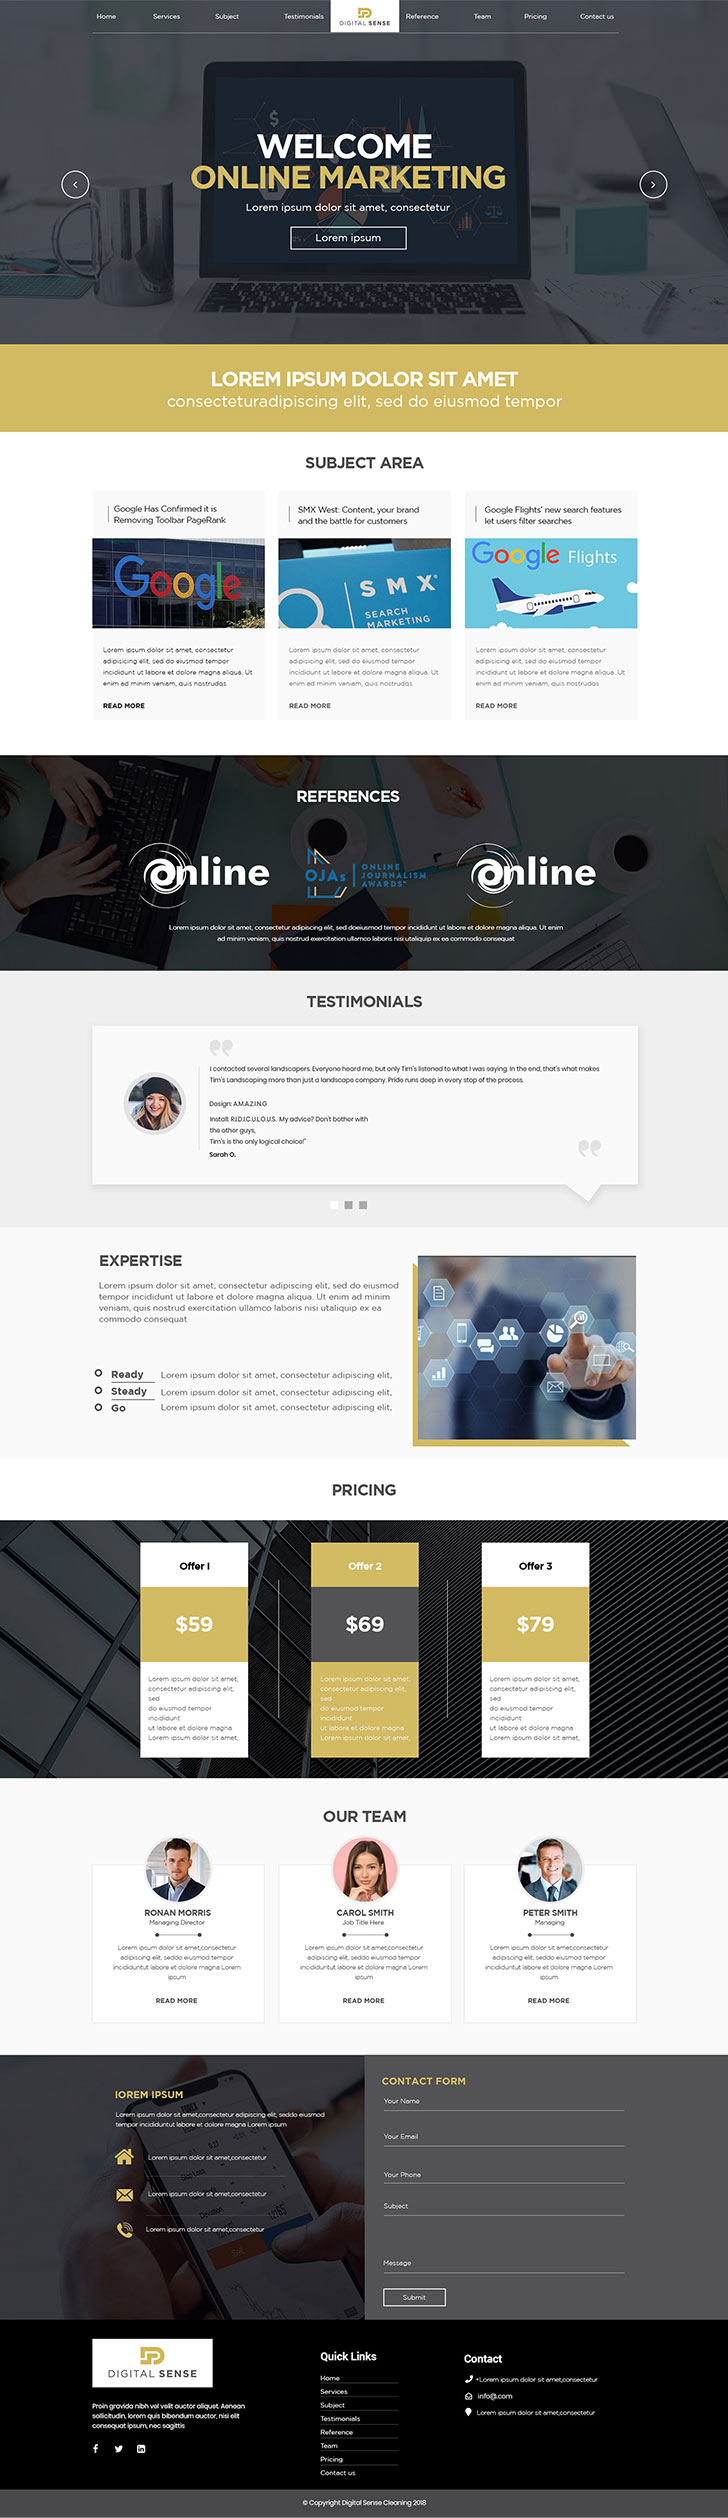 Home Services Subject Testimonials DIGITAL SENSE Reference Team Pricing Contact us
WELCOME
ONLINE MARKETING
Lorem ipsum dolor sit amet, consectetur
Lorem ipsum
LOREM IPSUM DOLOR SIT AMET
consecteturadipiscing elit, sed do eiusmod tempor
SUBJECT AREA
Google Has Confirmed it is
Removing Toolbar PageRank
Google
Lorem ipsum dolor sit amet, consectetur
adipisicing elit, sed do eiusmod tempor
incididunt ut labore et dolore magna aliqua. Ut
enim ad minim veniam, quis nostrudqs
READ MORE
SMX West: Content, your brand
and the battle for customers
SMX
SEARCH
MARKETING
Lorem ipsum dolor sit amet, consectetur
adipisicing elit, sed do eiusmod tempor
incididunt ut labore et dolore magna aliqua. Ut
enim ad minim veniam, quis nostrudqs
READ MORE
Google Flights' new search features
let users filter searches
Google Flights
Lorem ipsum dolor sit amet, consectetur
adipisicing elit, sed do eiusmod tempor
incididunt ut labore et dolore magna aliqua. Ut
enim ad minim veniam, quis nostrudqs
READ MORE
REFERENCES
online
OJAs ONLINE
JOURNALISM
AWARDS™
online
Lorem ipsum dolor sit amet, consectetur adipiscing elit, sed doeiusmod tempor incididunt ut labore et dolore magna aliqua. Ut enim
ad minim veniam, quis nostrud exercitation ullamco laboris nisi utaliquip ex ea commodo consequat
TESTIMONIALS
I contacted several landscapers. Everyone heard me, but only Tim's listened to what I was saying. In the end, that's what makes
Tim's Landscaping more than just a landscape company. Pride runs deep in every stop of the process.
Design: A.M.A.Z.I.N.G
Install: R.I.D.I.C.U.L.O.U.S. My advice? Don't bother with
the other guys,
Tim's is the only logical choice!"
Sarah O.
EXPERTISE
Lorem ipsum dolor sit amet, consectetur adipiscing elit, sed do eiusmod
tempor incididunt ut labore et dolore magna aliqua. Ut enim ad minim
veniam, quis nostrud exercitation ullamco laboris nisi utaliquip ex ea
commodo consequat
Ready Lorem ipsum dolor sit amet, consectetur adipiscing elit,
Steady Lorem ipsum dolor sit amet, consectetur adipiscing elit,
Go Lorem ipsum dolor sit amet, consectetur adipiscing elit,
PRICING
Offer 1
$59
Lorem ipsum dolor sit amet,
consectetur adipiscing elit,
sed
do eiusmod tempor
incididunt
ut labore et dolore magna
Lorem ipsum dolor sit amet,
Offer 2
$69
Lorem ipsum dolor sit amet,
consectetur adipiscing elit,
sed
do eiusmod tempor
incididunt
ut labore et dolore magna
Lorem ipsum dolor sit amet,
Offer 3
$79
Lorem ipsum dolor sit amet,
consectetur adipiscing elit,
sed
do eiusmod tempor
incididunt
ut labore et dolore magna
Lorem ipsum dolor sit amet,
OUR TEAM
RONAN MORRIS
Managing Director
Lorem ipsum dolor sit amet,consectetur
adipiscing elit, seddo eiusmod tempor
incididuntut labore et dolore magna Lorem
ipsum
READ MORE
CAROL SMITH
Job Title Here
Lorem ipsum dolor sit amet,consectetur
adipiscing elit, seddo eiusmod tempor
incididuntut labore et dolore magna Lorem
ipsum
READ MORE
PETER SMITH
Managing
Lorem ipsum dolor sit amet,consectetur
adipiscing elit, seddo eiusmod tempor
incididuntut labore et dolore magna Lorem
ipsum
READ MORE
lOREM IPSUM
Lorem ipsum dolor sit amet,consectetur adipiscing elit, seddo eiusmod
tempor incididuntut labore et dolore magna Lorem ipsum
Lorem ipsum dolor sit amet,consectetur
Lorem ipsum dolor sit amet,consectetur
Lorem ipsum dolor sit amet,consectetur
CONTACT FORM
Your Name
Your Email
Your Phone
Subject
Message
Submit
DIGITAL SENSE
Proin gravida nibh vel velit auctor aliquet. Aenean
sollicitudin, lorem quis bibendum auctor, nisi elit
consequat ipsum, nec sagittis
Quick Links
Home
Services
Subject
Testimonials
Reference
Team
Pricing
Contact us
Contact
+Lorem ipsum dolor sit amet,consectetur
info@.com
Lorem ipsum dolor sit amet,consectetur
© Copyright Digital Sense Cleaning 2018